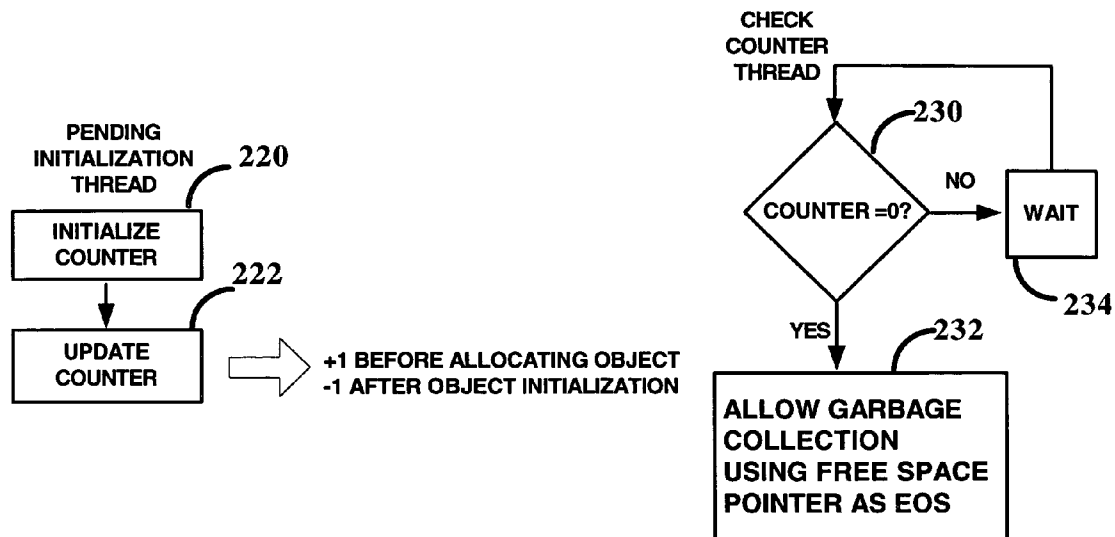 PENDING
INITIALIZATION
THREAD
220
INITIALIZE
COUNTER
222
UPDATE
COUNTER
+1 BEFORE ALLOCATING OBJECT
-1 AFTER OBJECT INITIALIZATION
CHECK
COUNTER
THREAD
230
COUNTER =0?
NO
WAIT
234
YES
232
ALLOW GARBAGE
COLLECTION
USING FREE SPACE
POINTER AS EOS